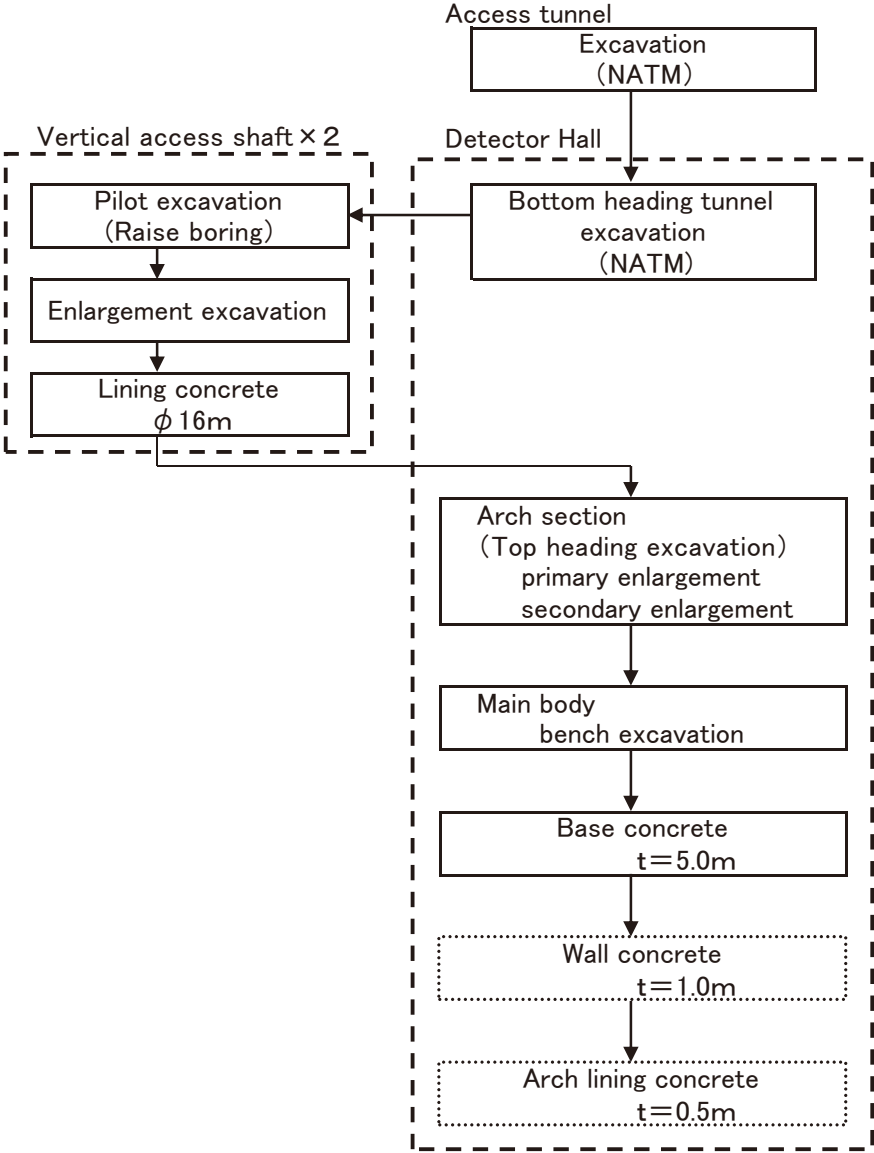 Access tunnel
Excavation
(NATM)
Vertical access shaft×2
Detector Hall
Pilot excavation
(Raise boring)
Bottom heading tunnel
excavation
(NATM)
Enlargement excavation
Lining concrete
φ16m
Arch section
(Top heading excavation)
primary enlargement
secondary enlargement
Main body
bench excavation
Base concrete
t=5.0m
Wall concrete
t=1.0m
Arch lining concrete
t=0.5m